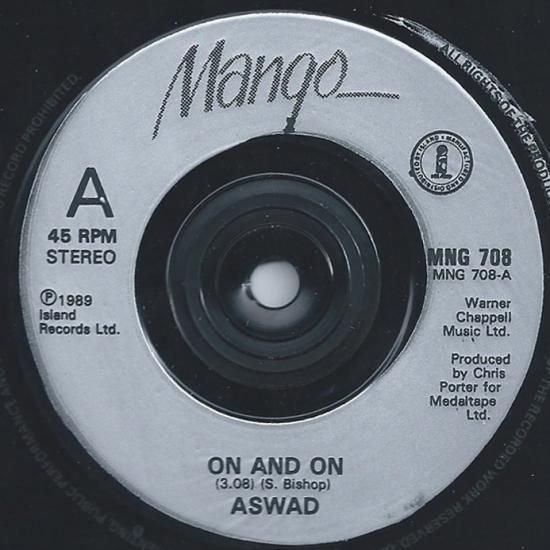 Mango
A
45 RPM
STEREO
℗1989
Island
Records Ltd.
MNG 708
MNG 708-A
Warner
Chappell
Music Ltd.
Produced
by Chris
Porter for
Medaltape
Ltd.
ON AND ON
(3.08) (S. Bishop)
ASWAD
ALL RIGHTS OF THE PRODUC